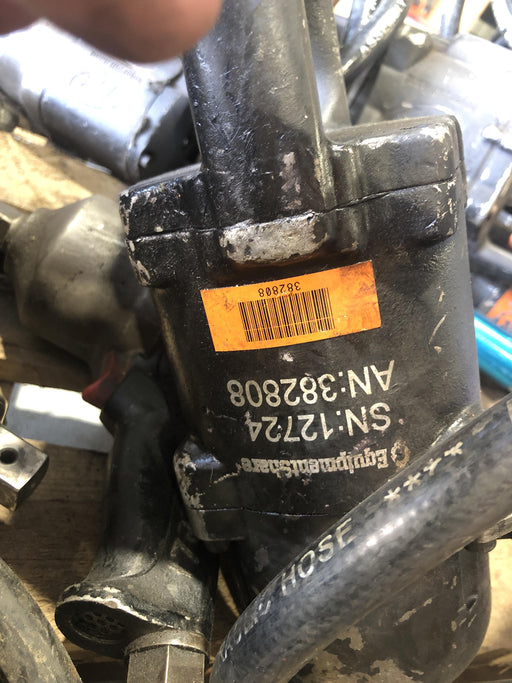 EquipmentShare
SN:12724
AN:382808
382808
HOSE ****